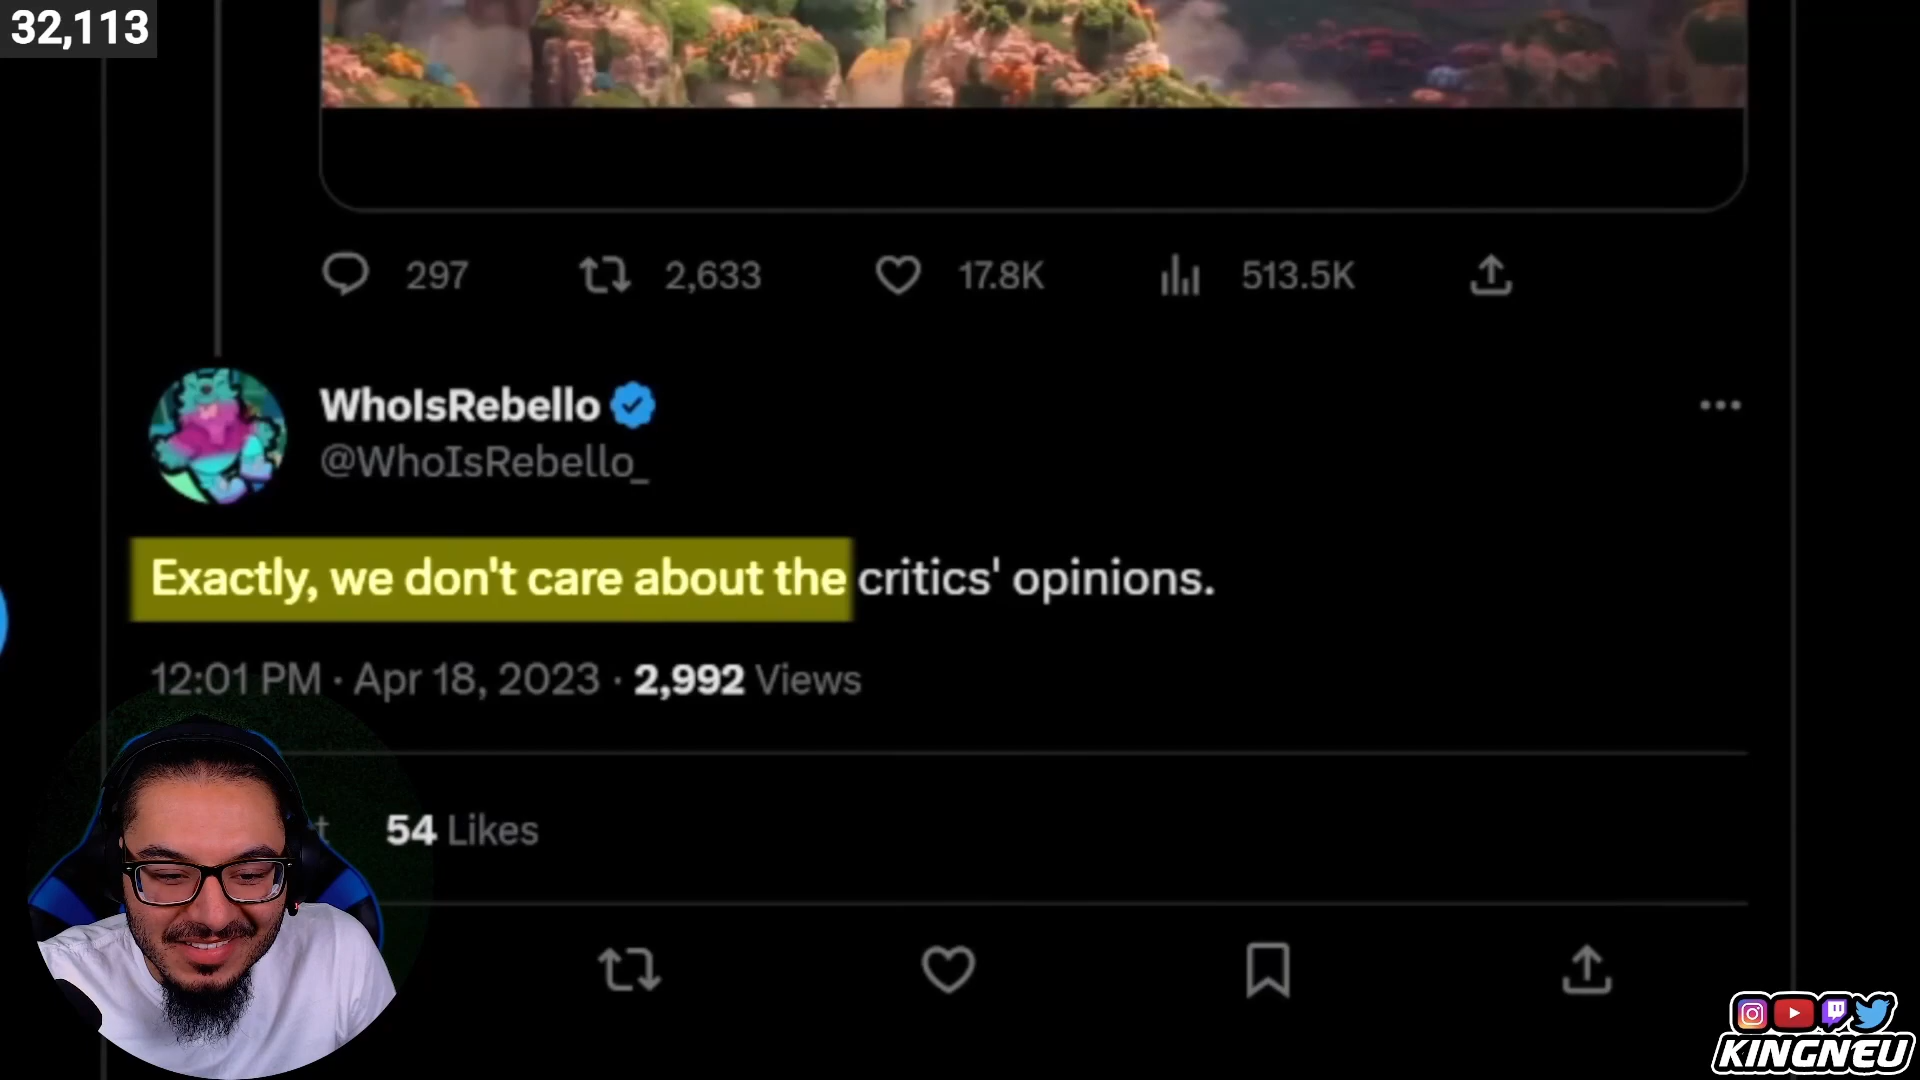 32,113
297 2,633 17.8K 513.5K
WhoIsRebello
@WhoIsRebello_
Exactly, we don't care about the critics' opinions.
12:01 PM · Apr 18, 2023 · 2,992 Views
t 54 Likes
KINGNEU